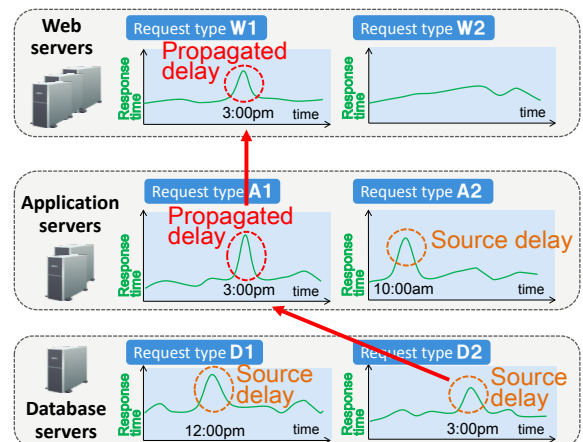 Web
servers
Request type W1
Propagated
delay
Response
time
3:00pm
time
Request type W2
Response
time
time
Application
servers
Request type A1
Propagated
delay
Response
time
3:00pm
time
Request type A2
Source delay
Response
time
10:00am
time
Database
servers
Request type D1
Source
delay
Response
time
12:00pm
time
Request type D2
Source
delay
Response
time
3:00pm
time